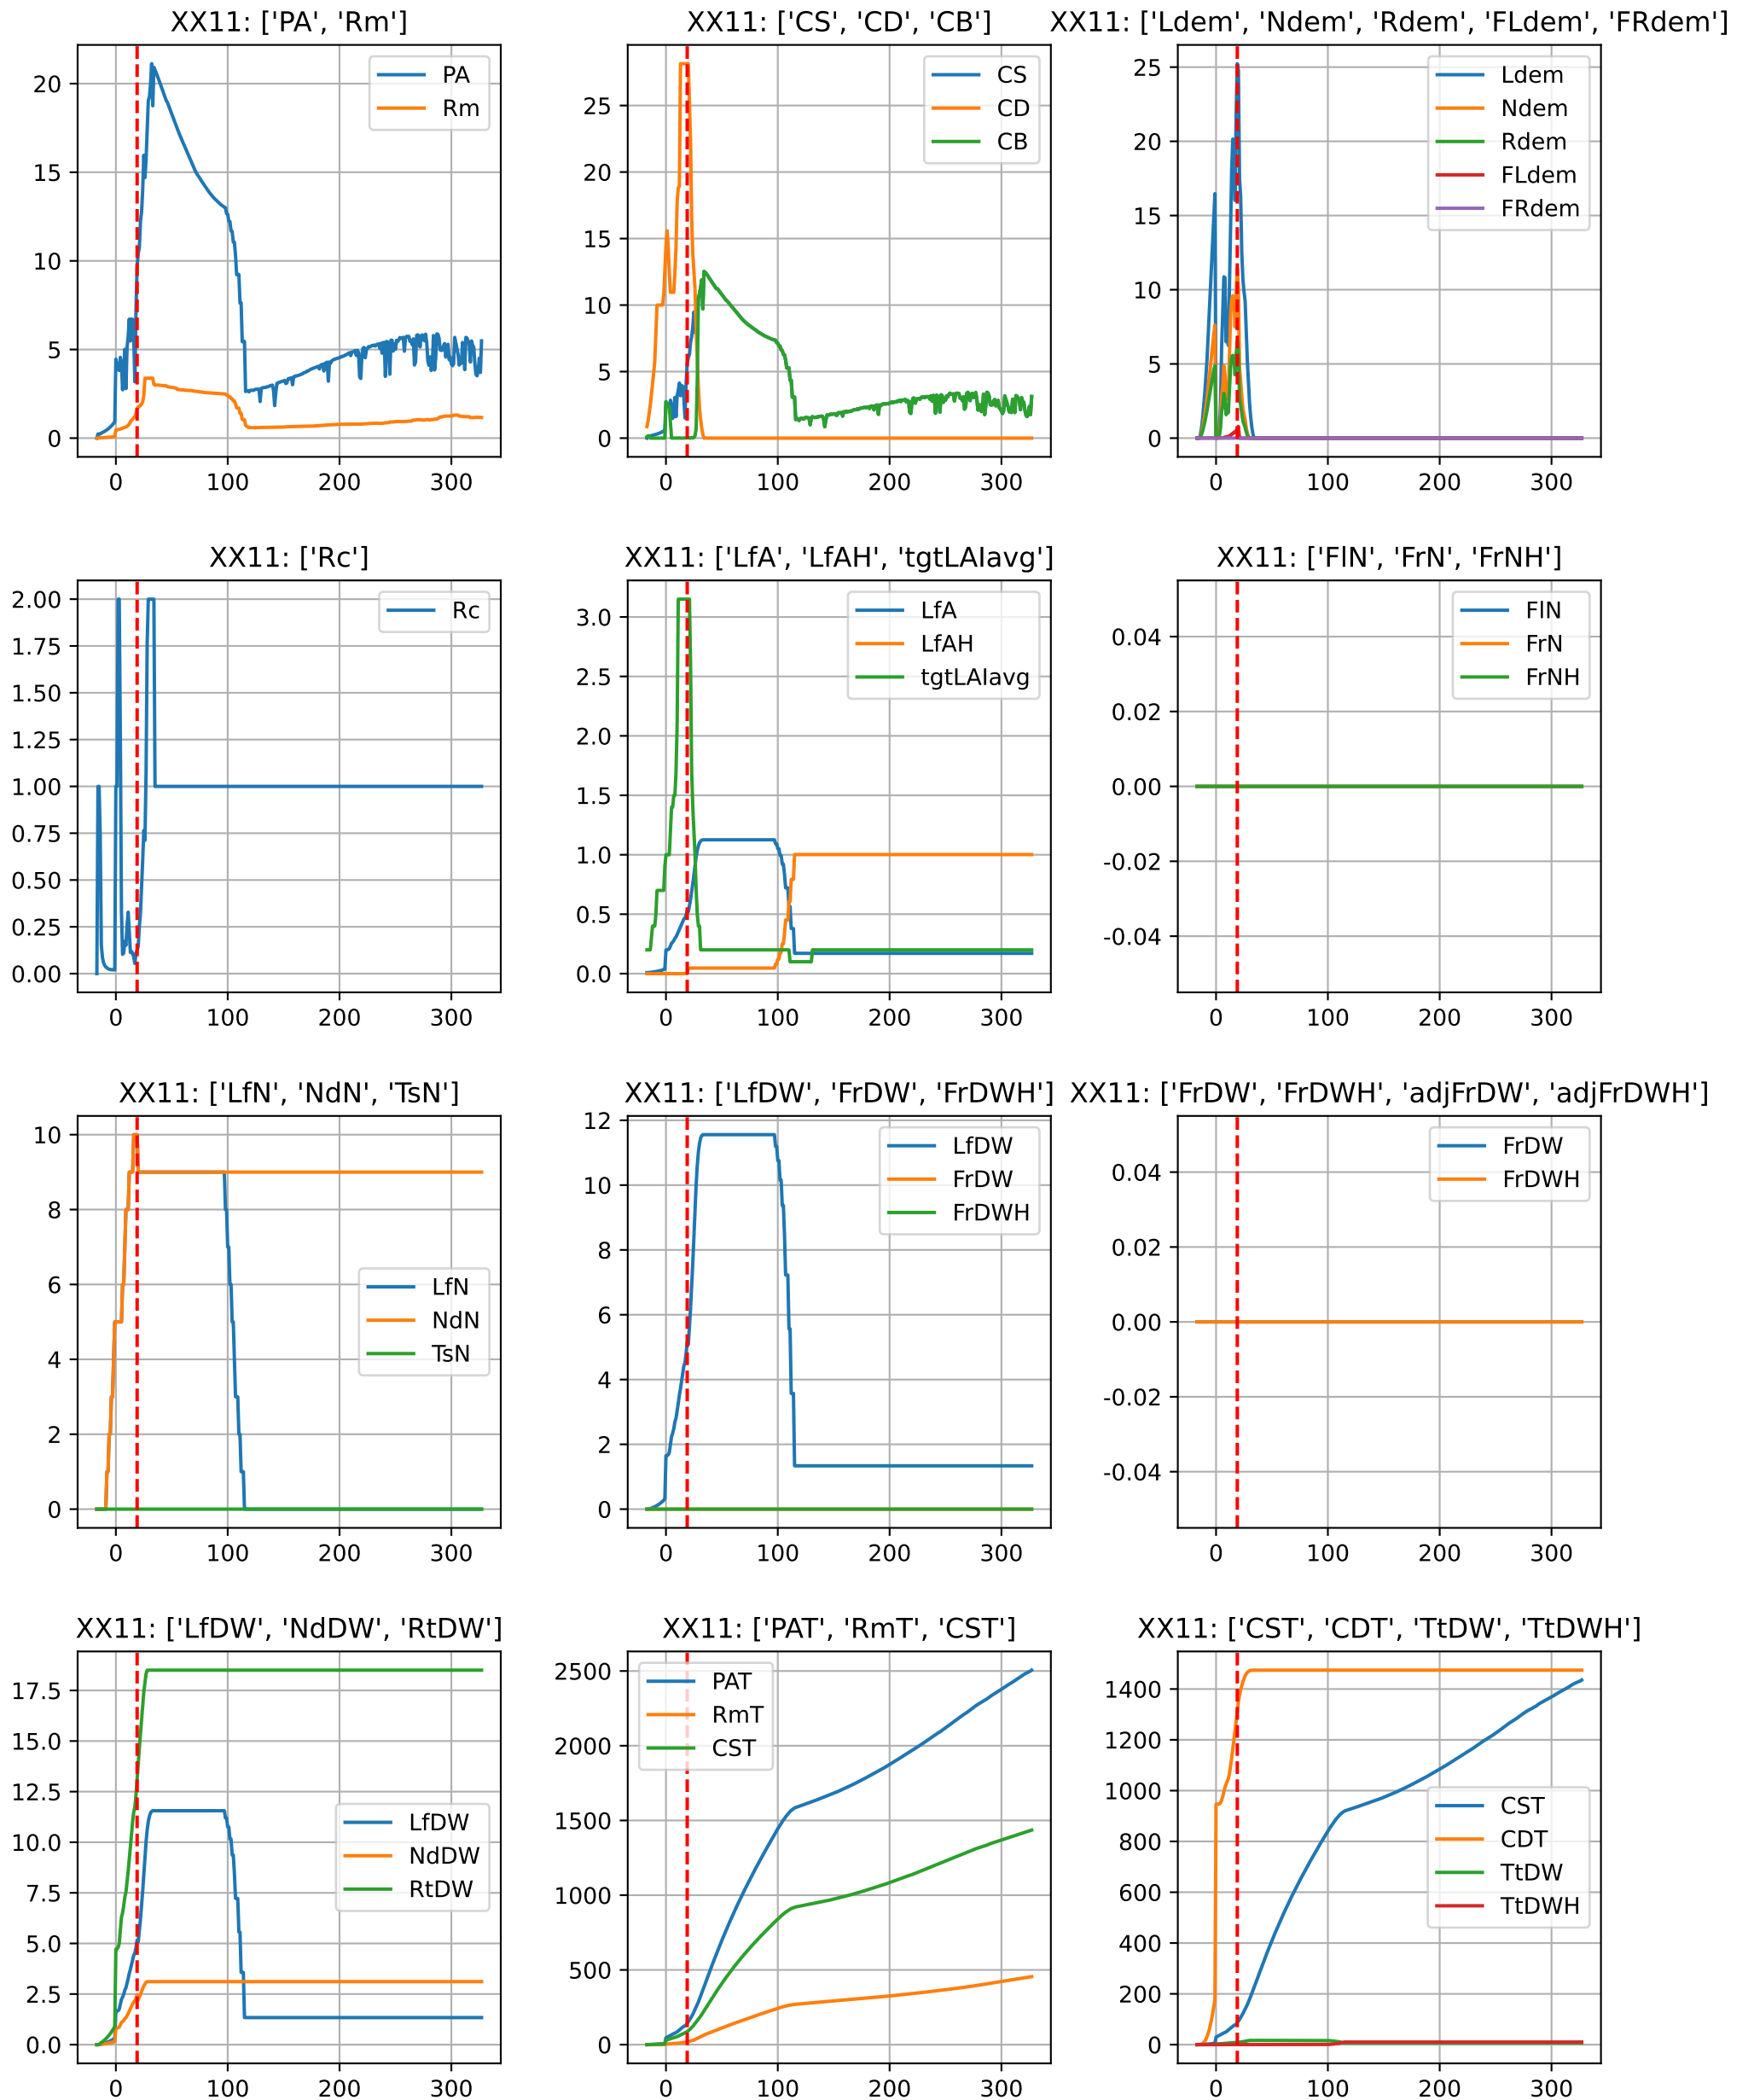 XX11: ['PA', 'Rm']
PA
Rm
20
15
10
5
0
0 100 200 300
XX11: ['CS', 'CD', 'CB']
CS
CD
CB
25
20
15
10
5
0
0 100 200 300
XX11: ['Ldem', 'Ndem', 'Rdem', 'FLdem', 'FRdem']
Ldem
Ndem
Rdem
FLdem
FRdem
25
20
15
10
5
0
0 100 200 300
XX11: ['Rc']
Rc
2.00
1.75
1.50
1.25
1.00
0.75
0.50
0.25
0.00
0 100 200 300
XX11: ['LfA', 'LfAH', 'tgtLAIavg']
LfA
LfAH
tgtLAIavg
3.0
2.5
2.0
1.5
1.0
0.5
0.0
0 100 200 300
XX11: ['FlN', 'FrN', 'FrNH']
FlN
FrN
FrNH
0.04
0.02
0.00
-0.02
-0.04
0 100 200 300
XX11: ['LfN', 'NdN', 'TsN']
LfN
NdN
TsN
10
8
6
4
2
0
0 100 200 300
XX11: ['LfDW', 'FrDW', 'FrDWH']
LfDW
FrDW
FrDWH
12
10
8
6
4
2
0
0 100 200 300
XX11: ['FrDW', 'FrDWH', 'adjFrDW', 'adjFrDWH']
FrDW
FrDWH
0.04
0.02
0.00
-0.02
-0.04
0 100 200 300
XX11: ['LfDW', 'NdDW', 'RtDW']
LfDW
NdDW
RtDW
17.5
15.0
12.5
10.0
7.5
5.0
2.5
0.0
0 100 200 300
XX11: ['PAT', 'RmT', 'CST']
PAT
RmT
CST
2500
2000
1500
1000
500
0
0 100 200 300
XX11: ['CST', 'CDT', 'TtDW', 'TtDWH']
CST
CDT
TtDW
TtDWH
1400
1200
1000
800
600
400
200
0
0 100 200 300